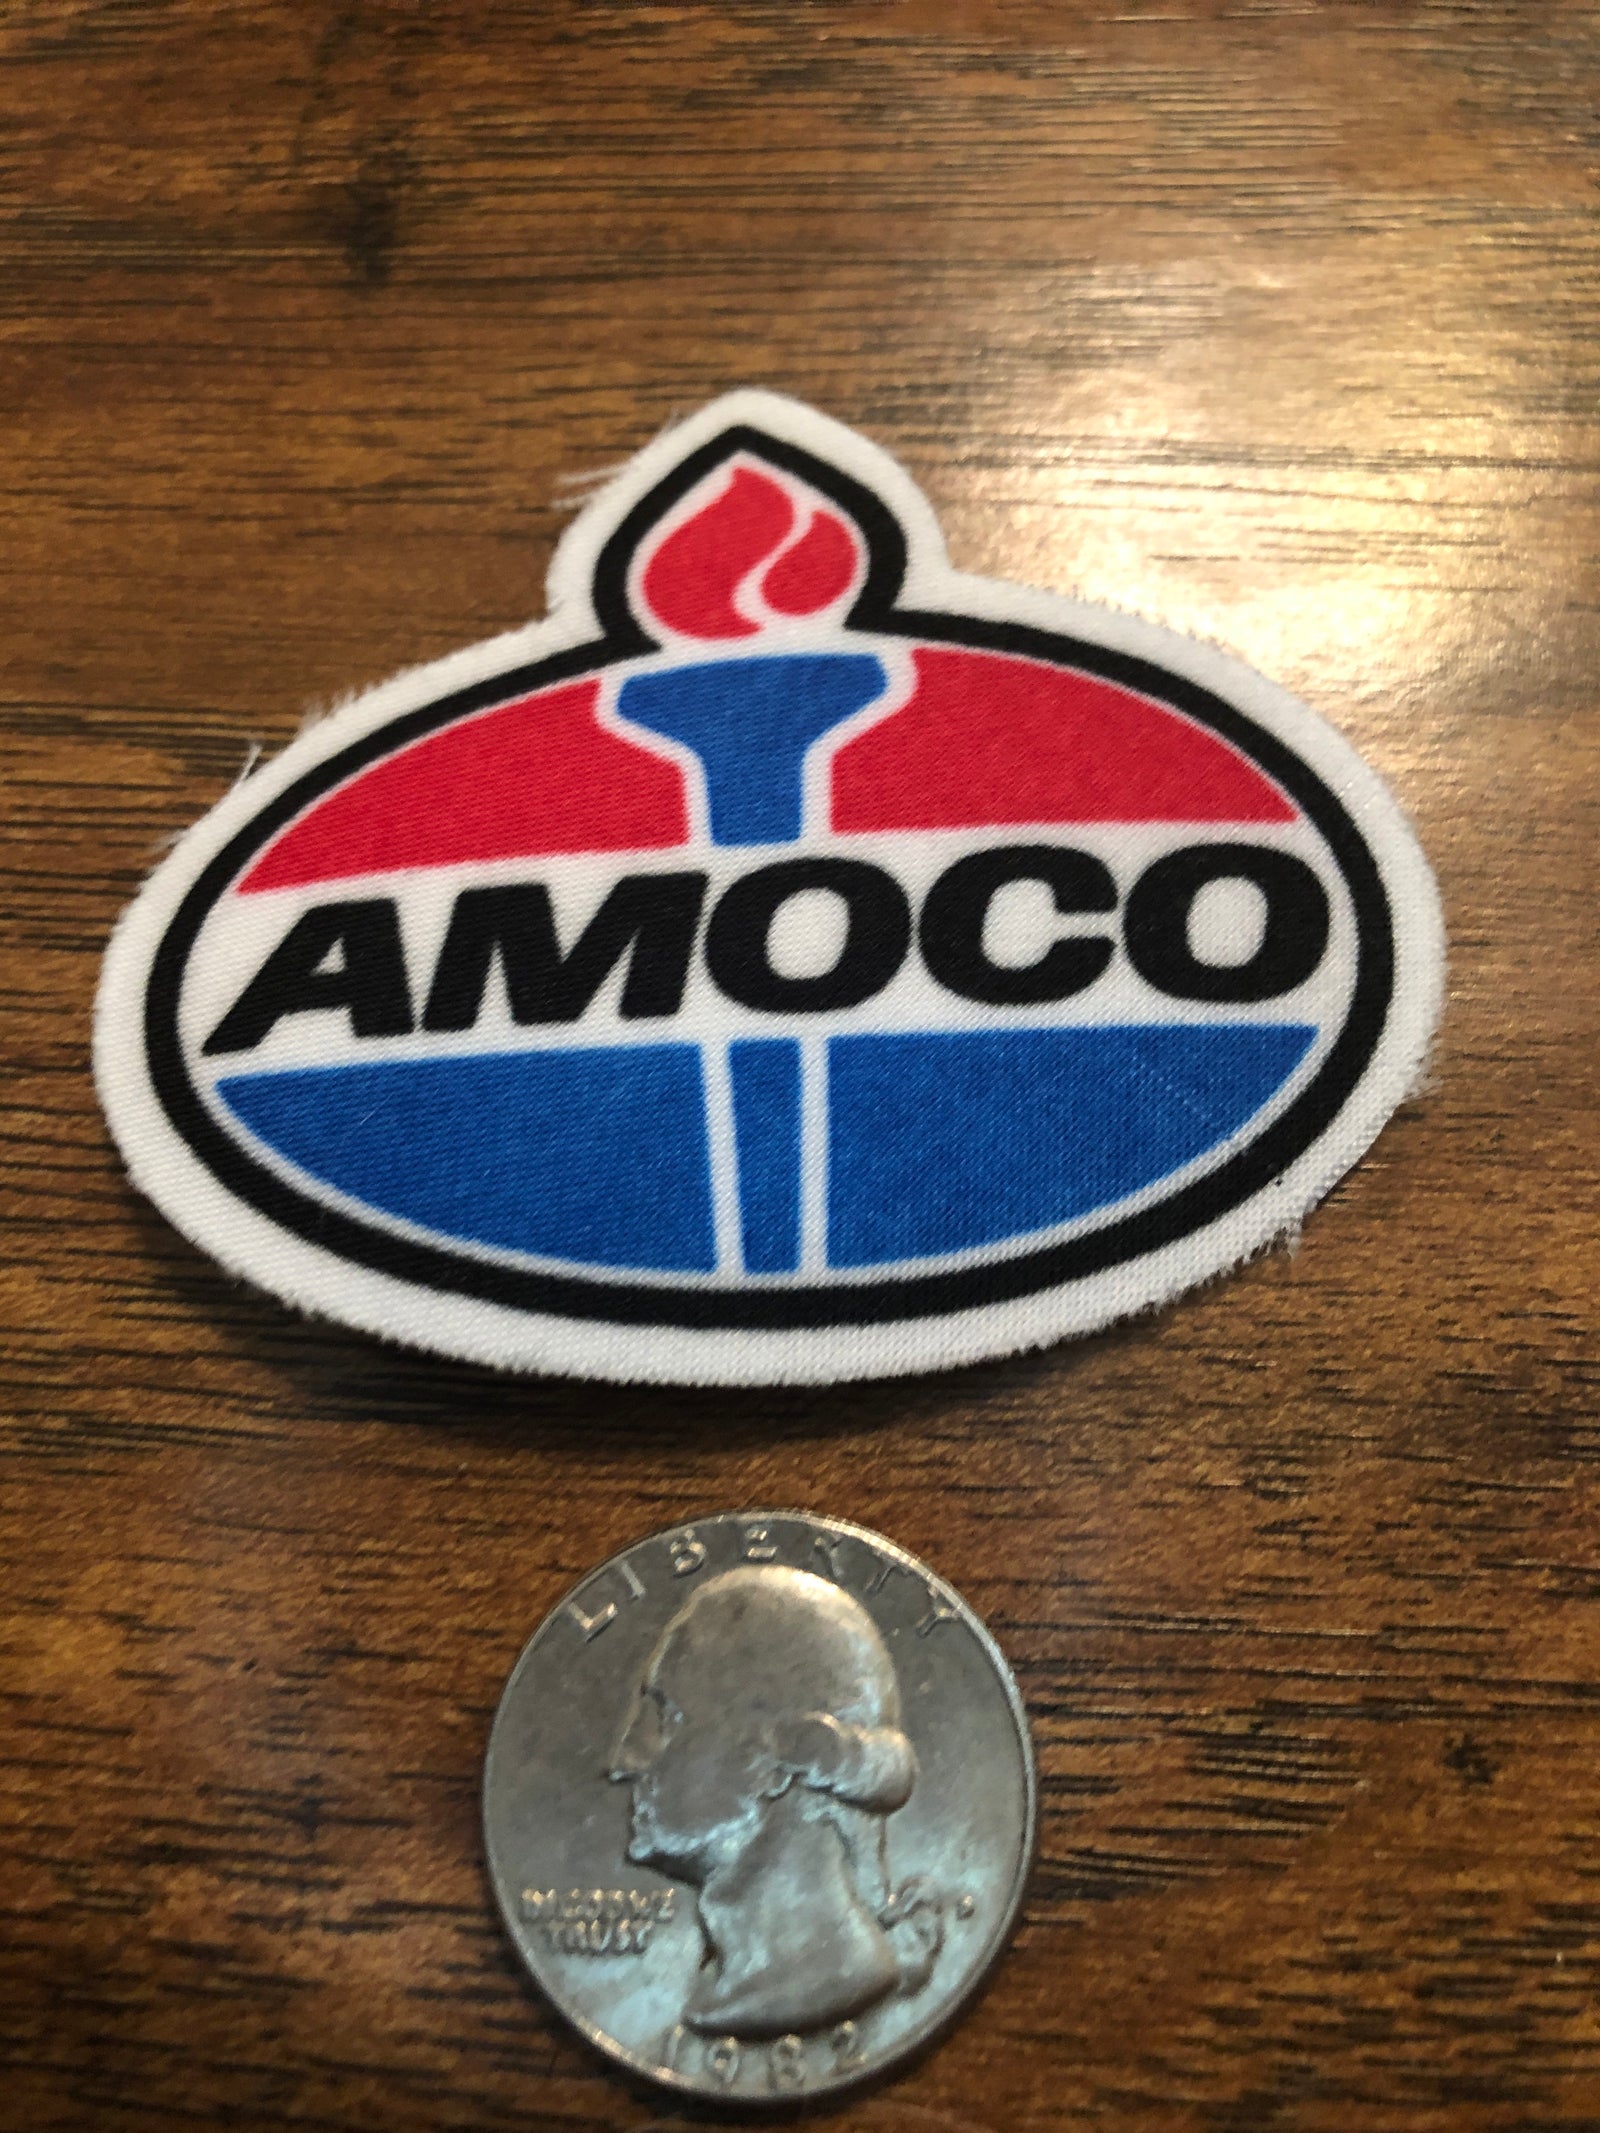 AMOCO
LIBERTY
IN GOD WE
TRUST
1982